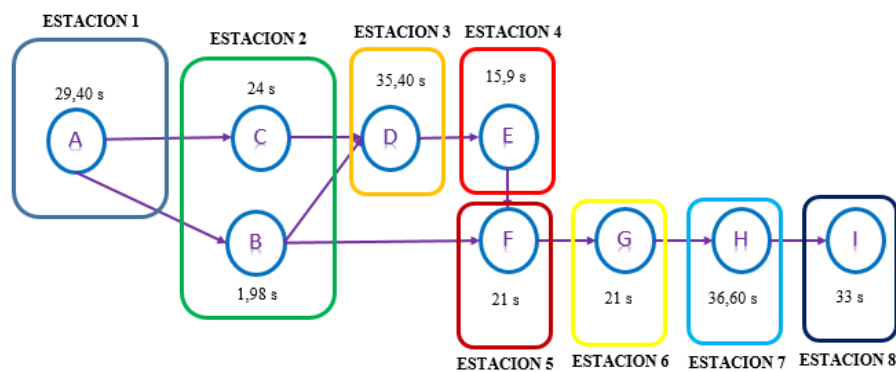 ESTACION 1
ESTACION 2
ESTACION 3
ESTACION 4
29,40 s
24 s
35,40 s
15,9 s
A
C
D
E
B
F
G
H
I
1,98 s
21 s
21 s
36,60 s
33 s
ESTACION 5
ESTACION 6
ESTACION 7
ESTACION 8